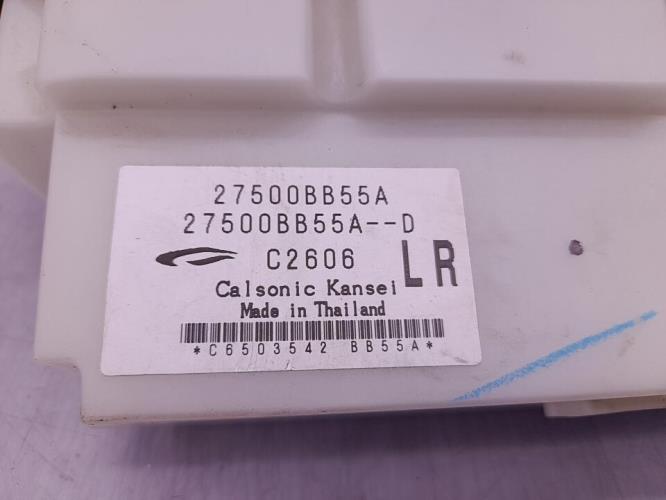 27500BB55A
27500BB55A--D
C2606 LR
Calsonic Kansei
Made in Thailand
*C6503542 BB55A*